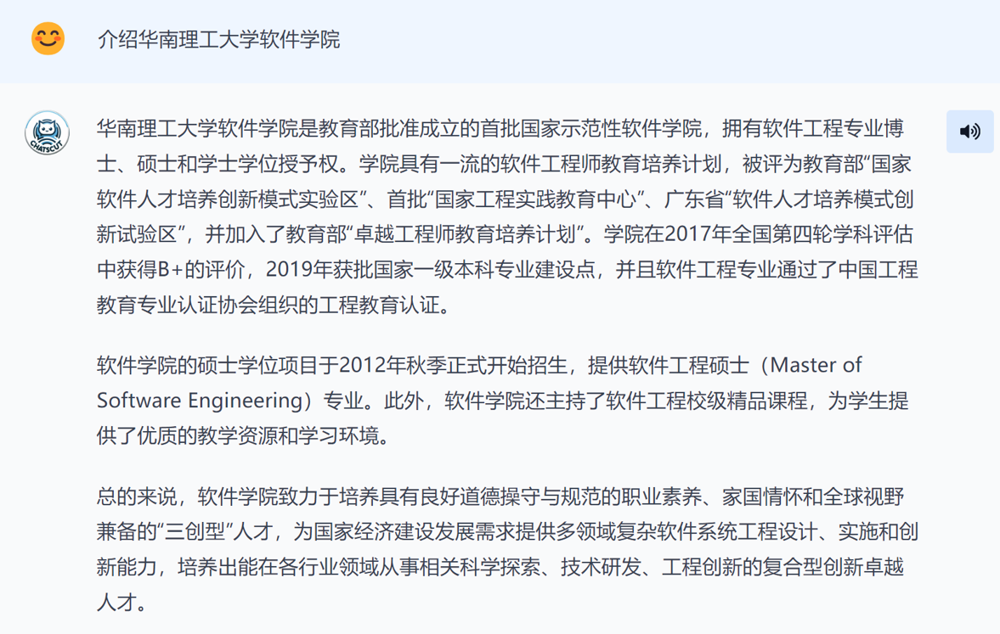 介绍华南理工大学软件学院
华南理工大学软件学院是教育部批准成立的首批国家示范性软件学院，拥有软件工程专业博
士、硕士和学士学位授予权。学院具有一流的软件工程师教育培养计划，被评为教育部“国家
软件人才培养创新模式实验区”、首批“国家工程实践教育中心”、广东省“软件人才培养模式创
新试验区”，并加入了教育部“卓越工程师教育培养计划”。学院在2017年全国第四轮学科评估
中获得B+的评价，2019年获批国家一级本科专业建设点，并且软件工程专业通过了中国工程
教育专业认证协会组织的工程教育认证。
软件学院的硕士学位项目于2012年秋季正式开始招生，提供软件工程硕士（Master of
Software Engineering）专业。此外，软件学院还主持了软件工程校级精品课程，为学生提
供了优质的教学资源和学习环境。
总的来说，软件学院致力于培养具有良好道德操守与规范的职业素养、家国情怀和全球视野
兼备的“三创型”人才，为国家经济建设发展需求提供多领域复杂软件系统工程设计、实施和创
新能力，培养出能在各行业领域从事相关科学探索、技术研发、工程创新的复合型创新卓越
人才。
CHATSCUT